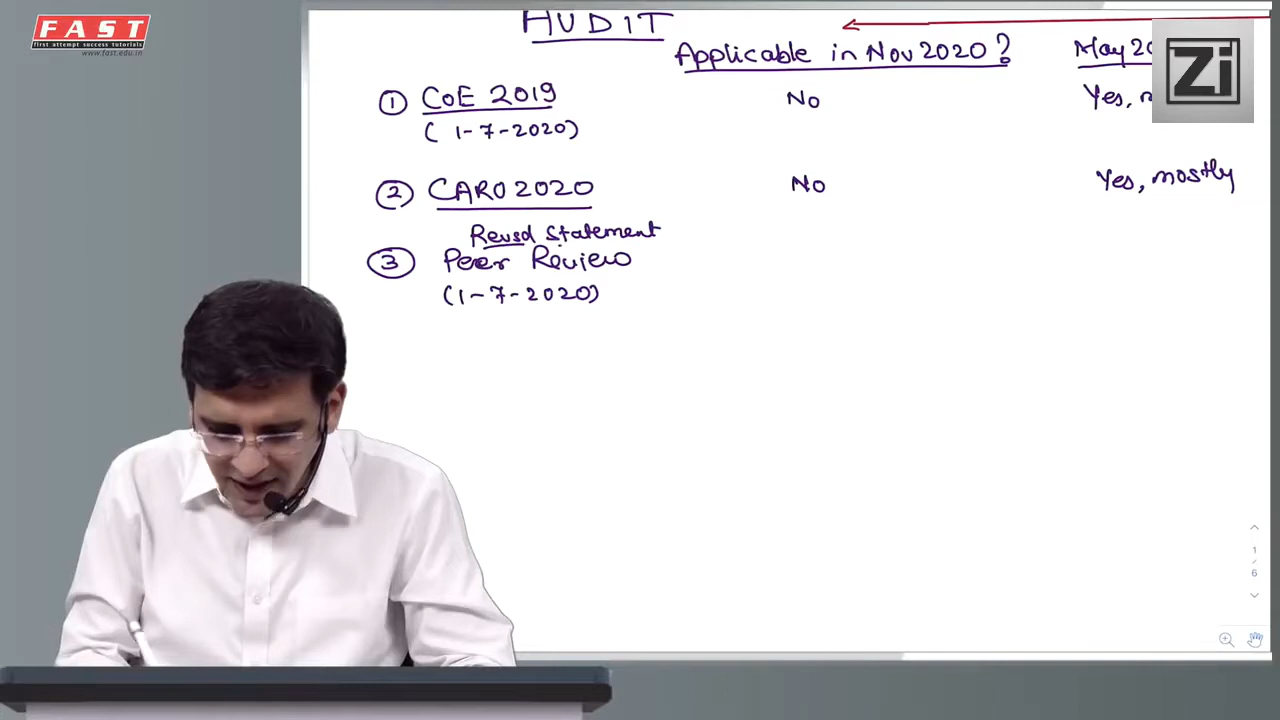 FAST
first attempt success tutorials
www.fast.edu.in
AUDIT
Applicable in Nov 2020?
May 20
Zi
① CoE 2019
No
Yes, m
(1-7-2020)
② CARO 2020
No
Yes, mostly
Revsd Statement
③ Peer Review
(1-7-2020)
1
/
6